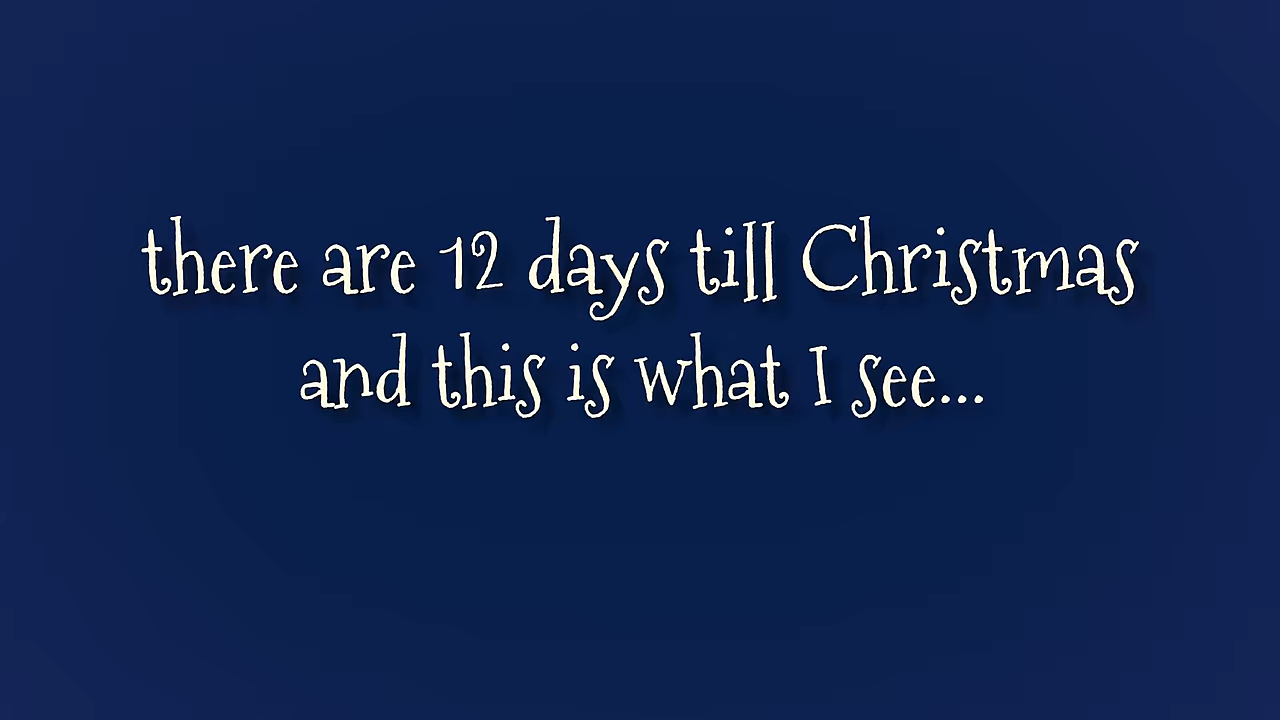 there are 12 days till Christmas
and this is what I see...